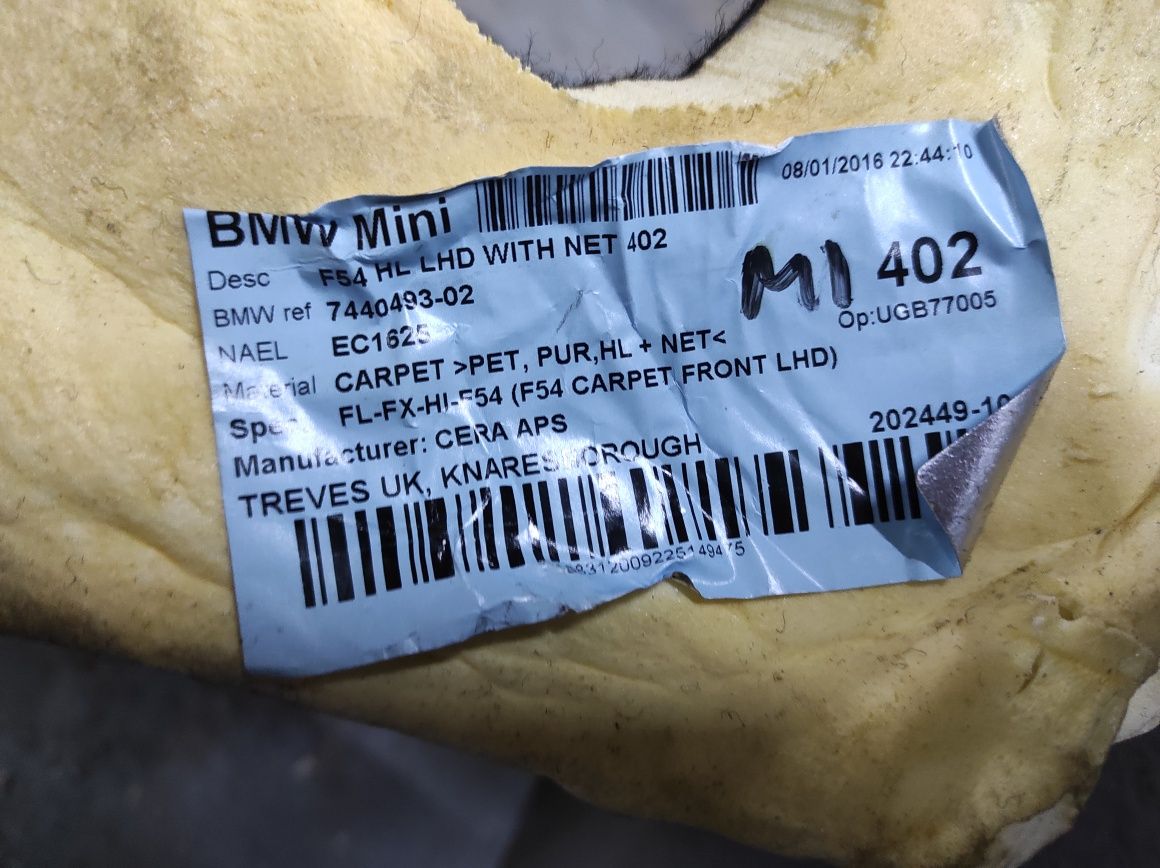 BMW Mini
08/01/2016 22:44:10
Desc F54 HL LHD WITH NET 402
M1 402
BMW ref 7440493-02
Op:UGB77005
NAEL EC1625
Material CARPET >PET, PUR,HL + NET<
Spec FL-FX-HI-F54 (F54 CARPET FRONT LHD)
Manufacturer: CERA APS
202449-10
TREVES UK, KNARESBOROUGH